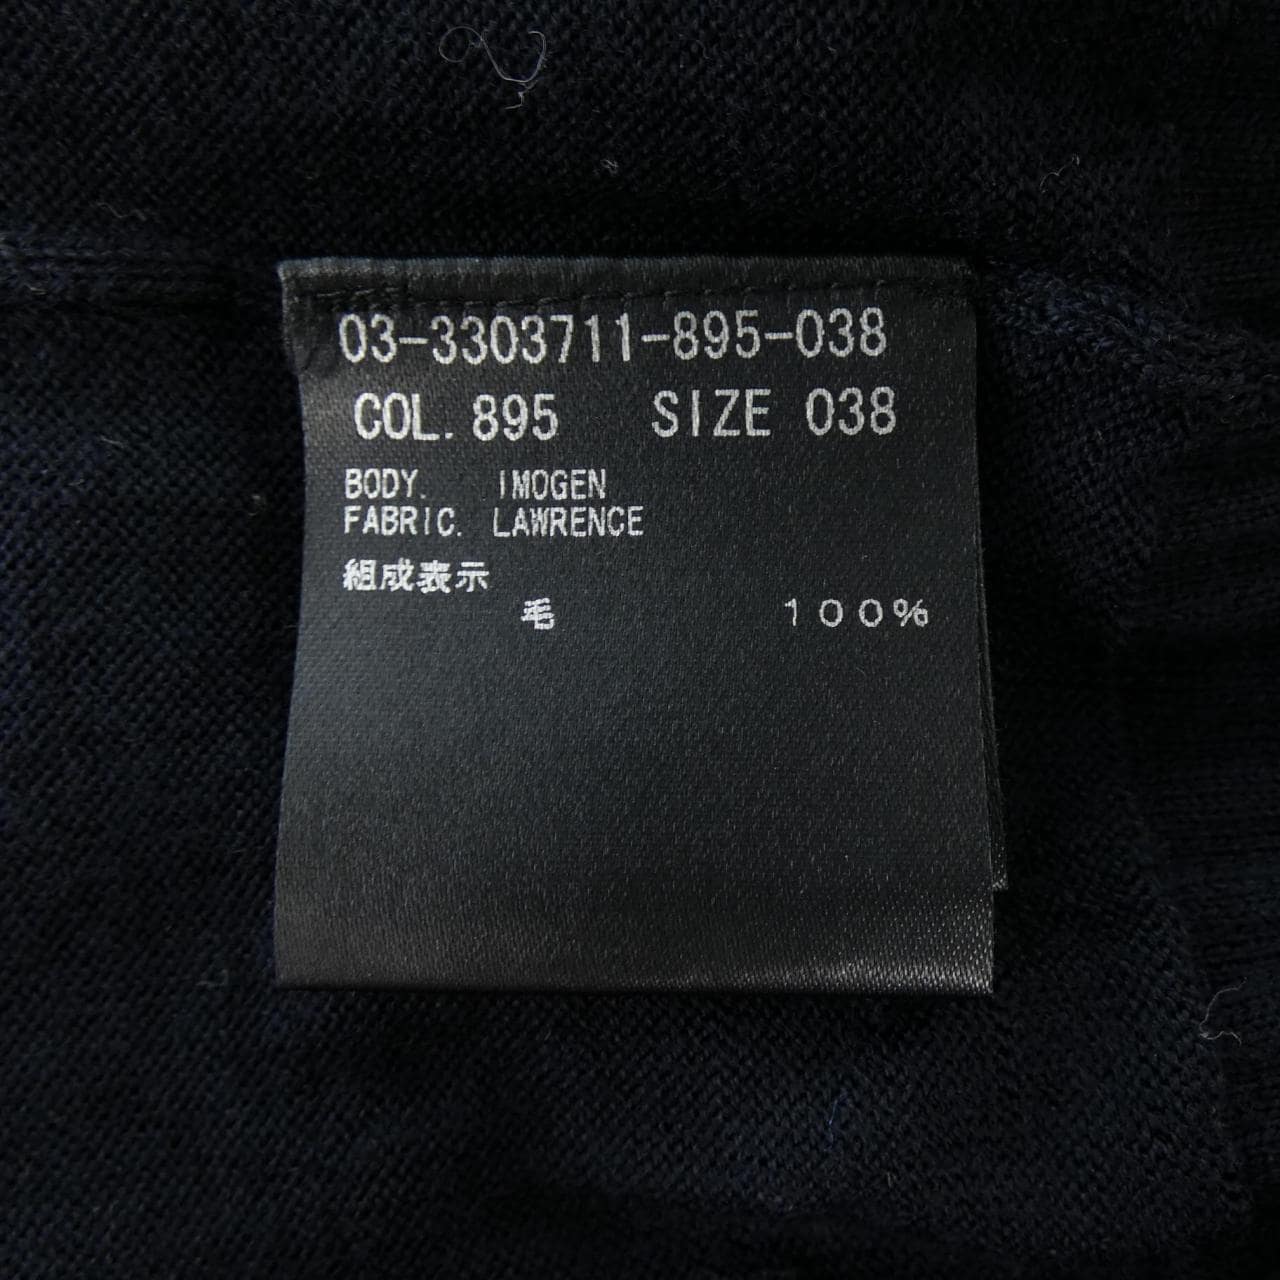 03-3303711-895-038
COL. 895 SIZE 038
BODY. IMOGEN
FABRIC. LAWRENCE
組成表示
毛 100%